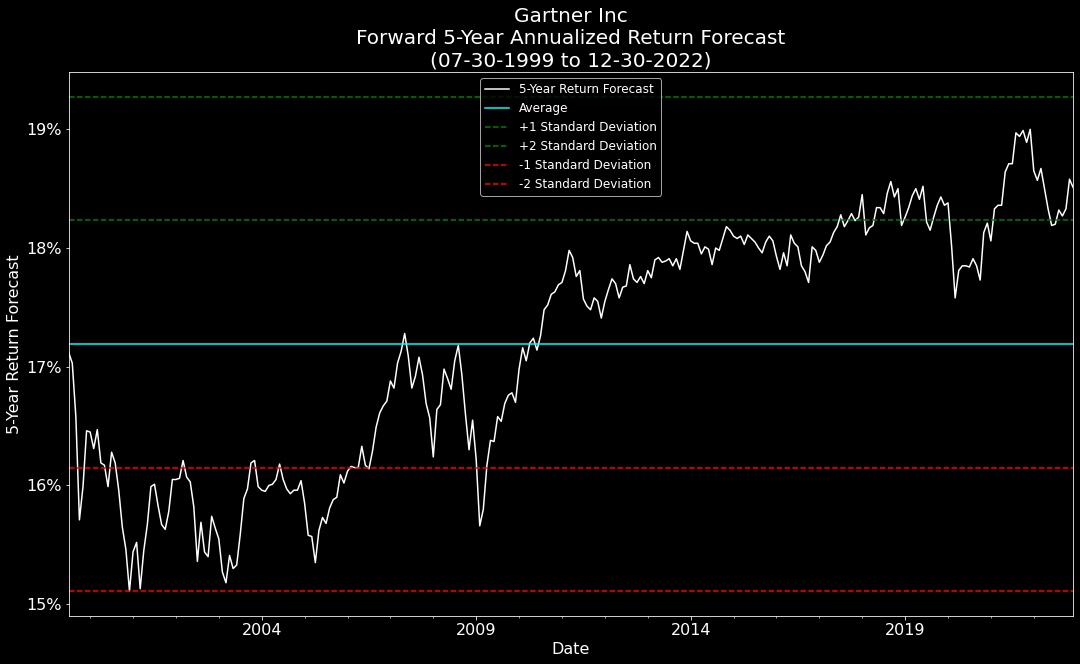 Gartner Inc
Forward 5-Year Annualized Return Forecast
(07-30-1999 to 12-30-2022)
5-Year Return Forecast
Average
+1 Standard Deviation
+2 Standard Deviation
-1 Standard Deviation
-2 Standard Deviation
19%
18%
17%
16%
15%
5-Year Return Forecast
2004 2009 2014 2019
Date